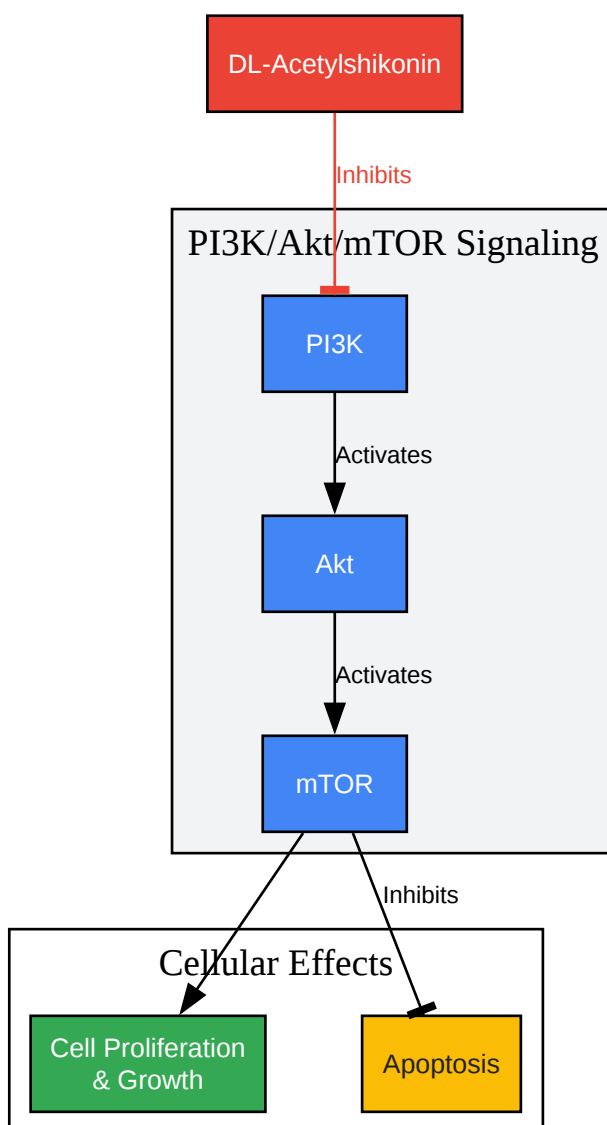 DL-Acetylshikonin
Inhibits
PI3K/Akt/mTOR Signaling
PI3K
Activates
Akt
Activates
mTOR
Inhibits
Cellular Effects
Cell Proliferation
& Growth
Apoptosis